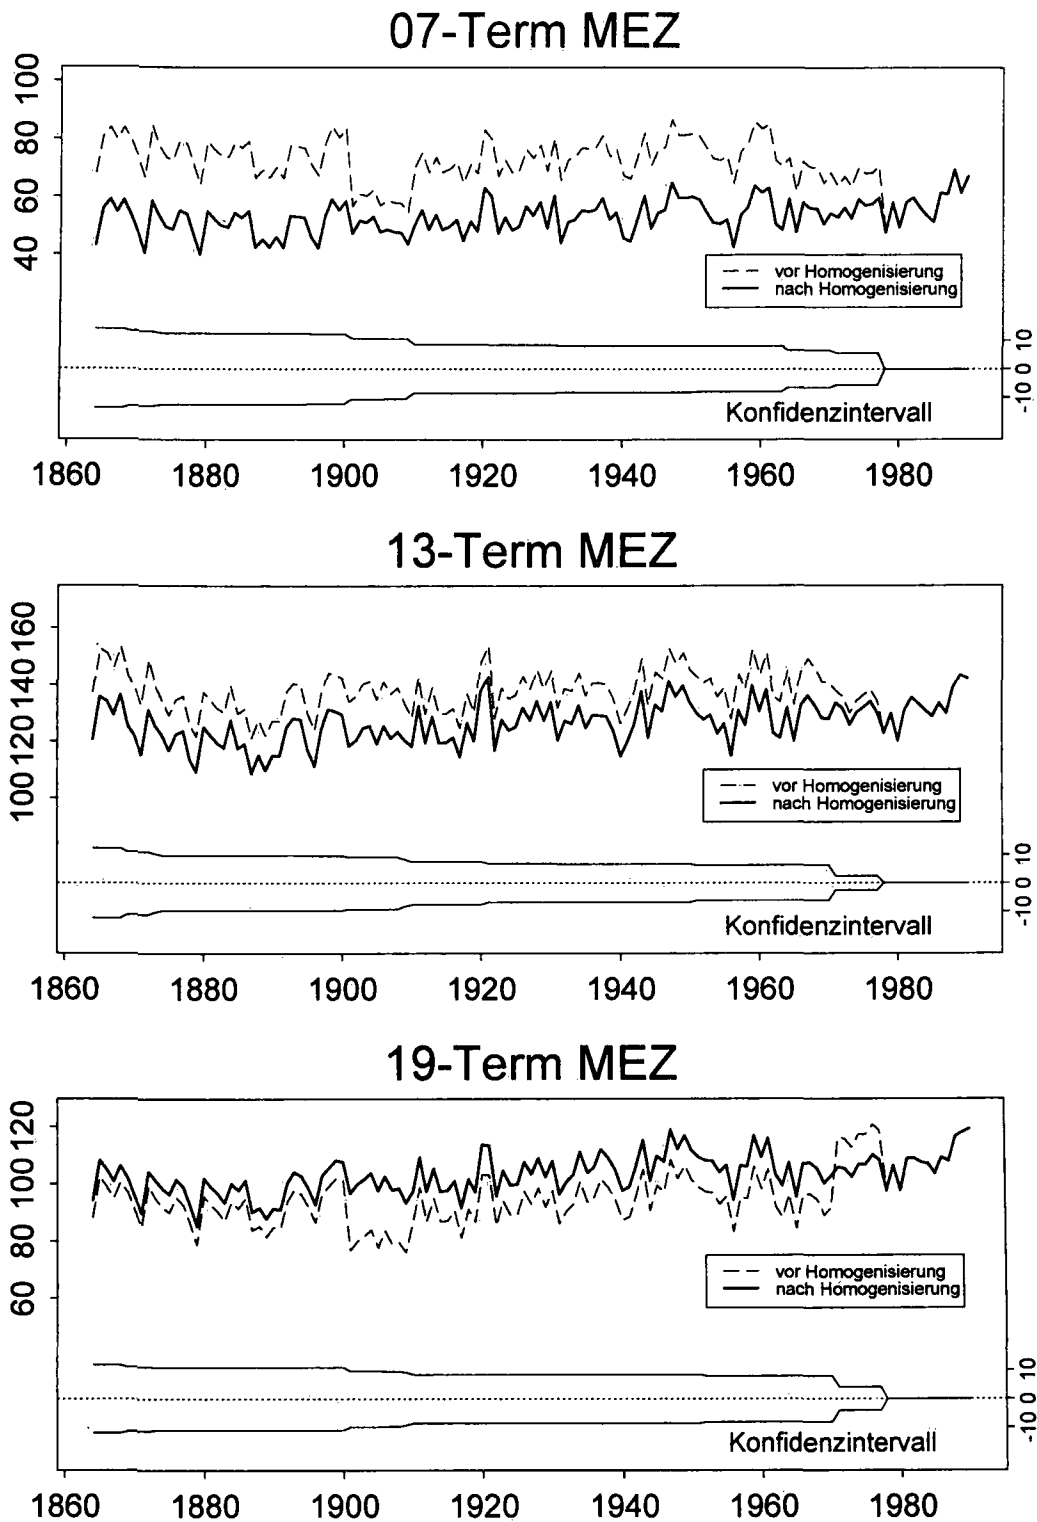 07-Term MEZ
100
80
60
40
vor Homogenisierung
nach Homogenisierung
10
0
-10
Konfidenzintervall
1860 1880 1900 1920 1940 1960 1980
13-Term MEZ
160
140
120
100
vor Homogenisierung
nach Homogenisierung
10
0
-10
Konfidenzintervall
1860 1880 1900 1920 1940 1960 1980
19-Term MEZ
120
100
80
60
vor Homogenisierung
nach Homogenisierung
10
0
-10
Konfidenzintervall
1860 1880 1900 1920 1940 1960 1980